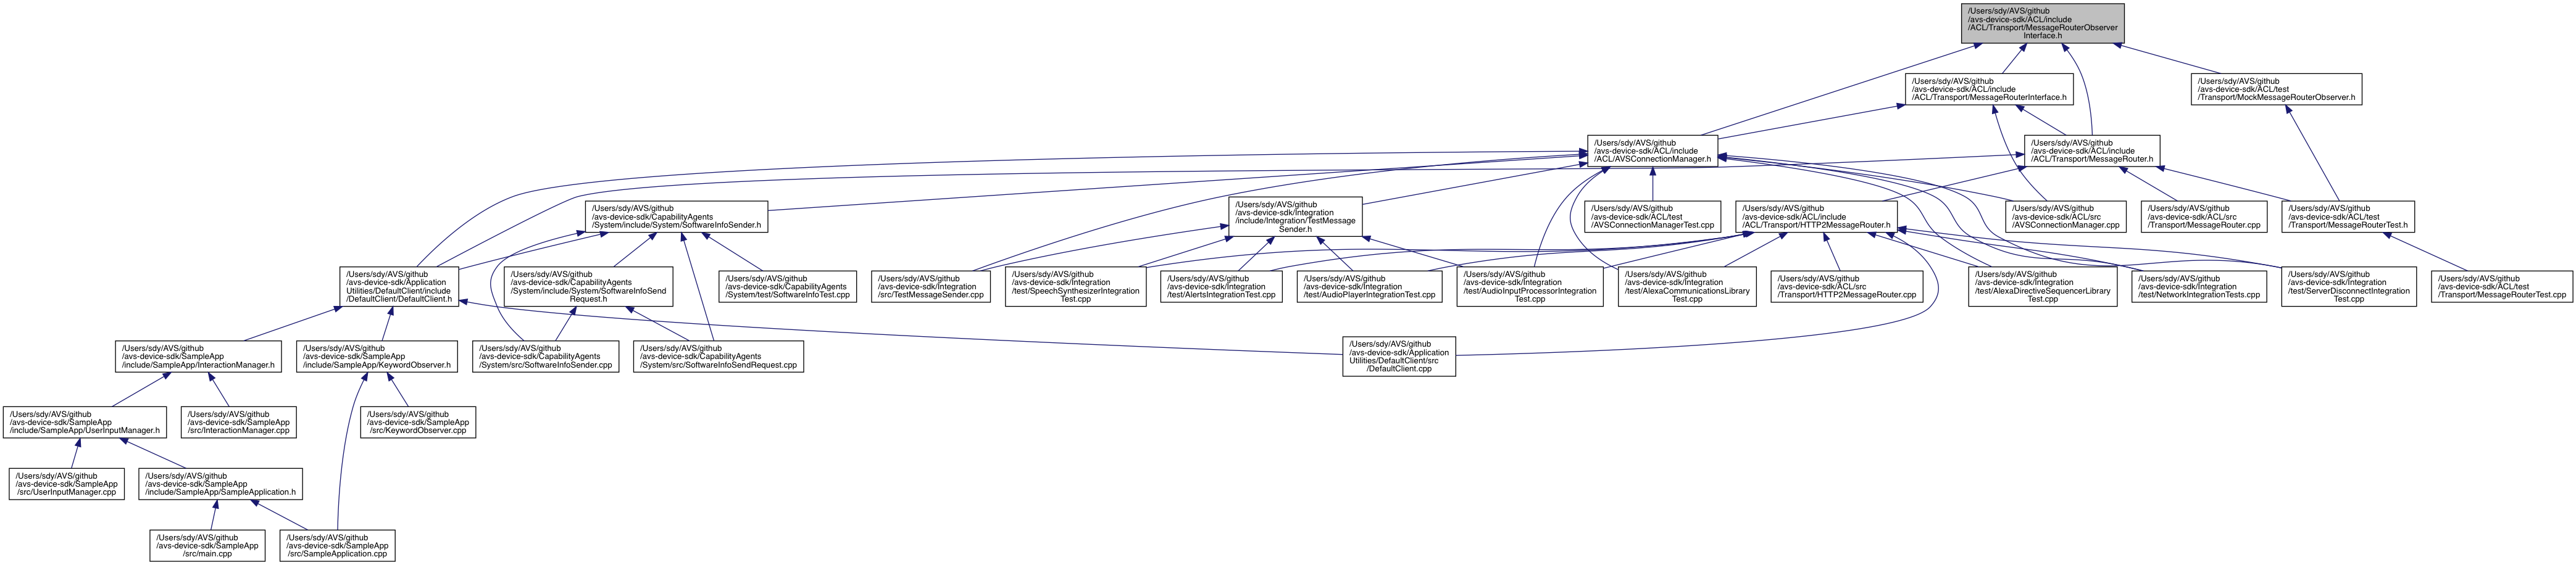 /Users/sdy/AVS/github
/avs-device-sdk/ACL/include
/ACL/Transport/MessageRouterObserver
Interface.h
/Users/sdy/AVS/github
/avs-device-sdk/ACL/include
/ACL/Transport/MessageRouterInterface.h
/Users/sdy/AVS/github
/avs-device-sdk/ACL/test
/Transport/MockMessageRouterObserver.h
/Users/sdy/AVS/github
/avs-device-sdk/ACL/include
/ACL/AVSConnectionManager.h
/Users/sdy/AVS/github
/avs-device-sdk/ACL/include
/ACL/Transport/MessageRouter.h
/Users/sdy/AVS/github
/avs-device-sdk/CapabilityAgents
/System/include/System/SoftwareInfoSender.h
/Users/sdy/AVS/github
/avs-device-sdk/Integration
/include/Integration/TestMessage
Sender.h
/Users/sdy/AVS/github
/avs-device-sdk/ACL/test
/AVSConnectionManagerTest.cpp
/Users/sdy/AVS/github
/avs-device-sdk/ACL/include
/ACL/Transport/HTTP2MessageRouter.h
/Users/sdy/AVS/github
/avs-device-sdk/ACL/src
/AVSConnectionManager.cpp
/Users/sdy/AVS/github
/avs-device-sdk/ACL/src
/Transport/MessageRouter.cpp
/Users/sdy/AVS/github
/avs-device-sdk/ACL/test
/Transport/MessageRouterTest.h
/Users/sdy/AVS/github
/avs-device-sdk/Application
Utilities/DefaultClient/include
/DefaultClient/DefaultClient.h
/Users/sdy/AVS/github
/avs-device-sdk/CapabilityAgents
/System/include/System/SoftwareInfoSend
Request.h
/Users/sdy/AVS/github
/avs-device-sdk/CapabilityAgents
/System/test/SoftwareInfoTest.cpp
/Users/sdy/AVS/github
/avs-device-sdk/Integration
/src/TestMessageSender.cpp
/Users/sdy/AVS/github
/avs-device-sdk/Integration
/test/SpeechSynthesizerIntegration
Test.cpp
/Users/sdy/AVS/github
/avs-device-sdk/Integration
/test/AlertsIntegrationTest.cpp
/Users/sdy/AVS/github
/avs-device-sdk/Integration
/test/AudioPlayerIntegrationTest.cpp
/Users/sdy/AVS/github
/avs-device-sdk/Integration
/test/AudioInputProcessorIntegration
Test.cpp
/Users/sdy/AVS/github
/avs-device-sdk/Integration
/test/AlexaCommunicationsLibrary
Test.cpp
/Users/sdy/AVS/github
/avs-device-sdk/ACL/src
/Transport/HTTP2MessageRouter.cpp
/Users/sdy/AVS/github
/avs-device-sdk/Integration
/test/AlexaDirectiveSequencerLibrary
Test.cpp
/Users/sdy/AVS/github
/avs-device-sdk/Integration
/test/NetworkIntegrationTests.cpp
/Users/sdy/AVS/github
/avs-device-sdk/Integration
/test/ServerDisconnectIntegration
Test.cpp
/Users/sdy/AVS/github
/avs-device-sdk/ACL/test
/Transport/MessageRouterTest.cpp
/Users/sdy/AVS/github
/avs-device-sdk/SampleApp
/include/SampleApp/InteractionManager.h
/Users/sdy/AVS/github
/avs-device-sdk/SampleApp
/include/SampleApp/KeywordObserver.h
/Users/sdy/AVS/github
/avs-device-sdk/CapabilityAgents
/System/src/SoftwareInfoSender.cpp
/Users/sdy/AVS/github
/avs-device-sdk/CapabilityAgents
/System/src/SoftwareInfoSendRequest.cpp
/Users/sdy/AVS/github
/avs-device-sdk/Application
Utilities/DefaultClient/src
/DefaultClient.cpp
/Users/sdy/AVS/github
/avs-device-sdk/SampleApp
/include/SampleApp/UserInputManager.h
/Users/sdy/AVS/github
/avs-device-sdk/SampleApp
/src/InteractionManager.cpp
/Users/sdy/AVS/github
/avs-device-sdk/SampleApp
/src/KeywordObserver.cpp
/Users/sdy/AVS/github
/avs-device-sdk/SampleApp
/src/UserInputManager.cpp
/Users/sdy/AVS/github
/avs-device-sdk/SampleApp
/include/SampleApp/SampleApplication.h
/Users/sdy/AVS/github
/avs-device-sdk/SampleApp
/src/main.cpp
/Users/sdy/AVS/github
/avs-device-sdk/SampleApp
/src/SampleApplication.cpp